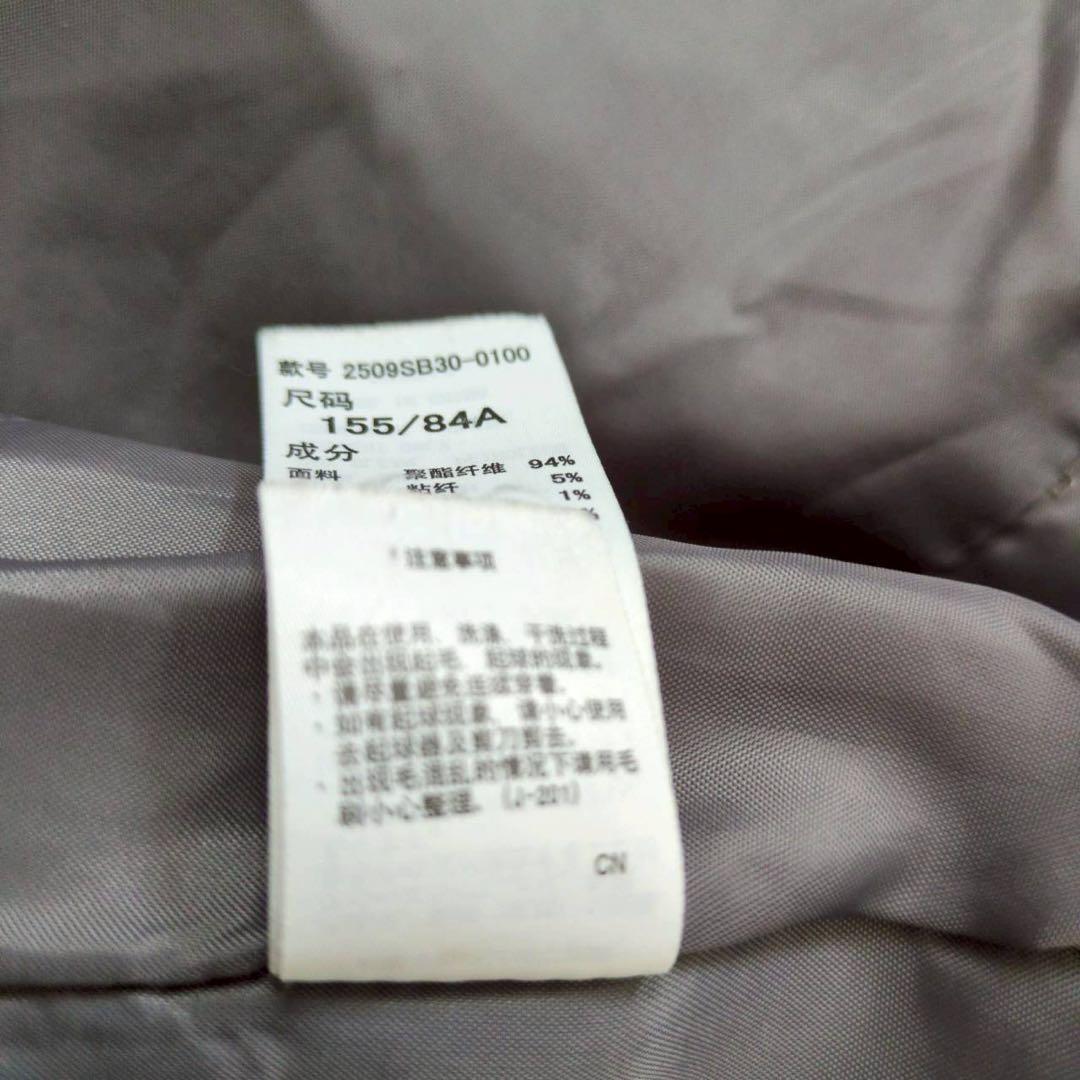 款号 2509SB30-0100
尺码
155/84A
成分
面料 聚酯纤维 94%
粘纤 5%
1%
%
注意事项
本品在使用、洗涤、干洗过程
中会出现起毛、起球的现象。
・请尽量避免连续穿着。
・如有起球现象，请小心使用
去起球器及剪刀剪去。
・出现毛混乱的情况下请用毛
刷小心整理。(J-201)
CN